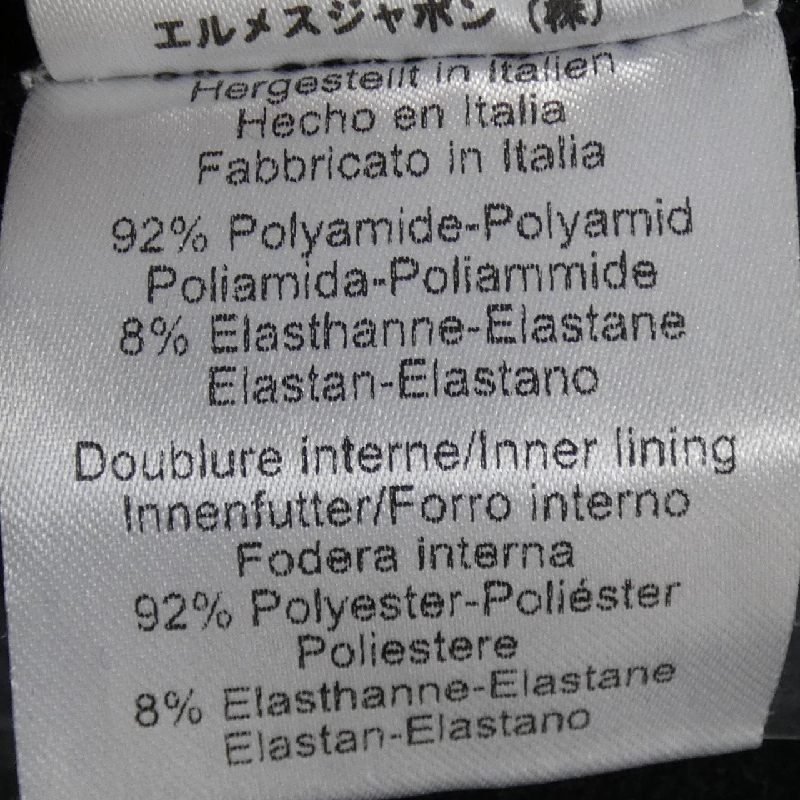 エルメスジャポン (株)
Hergestellt in Italien
Hecho en Italia
Fabbricato in Italia
92% Polyamide-Polyamid
Poliamida-Poliammide
8% Elasthanne-Elastane
Elastan-Elastano
Doublure interne/Inner lining
Innenfutter/Forro interno
Fodera interna
92% Polyester-Poliéster
Poliestere
8% Elasthanne-Elastane
Elastan-Elastano